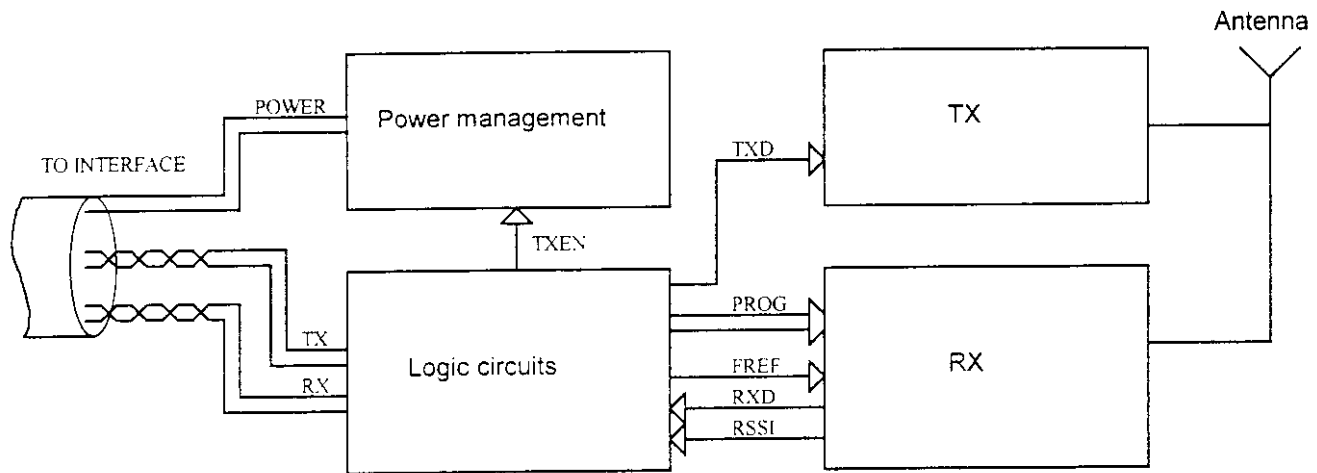 Antenna
POWER
Power management
TX
TO INTERFACE
TXD
TXEN
PROG
TX
Logic circuits
FREF
RX
RX
RXD
RSSI